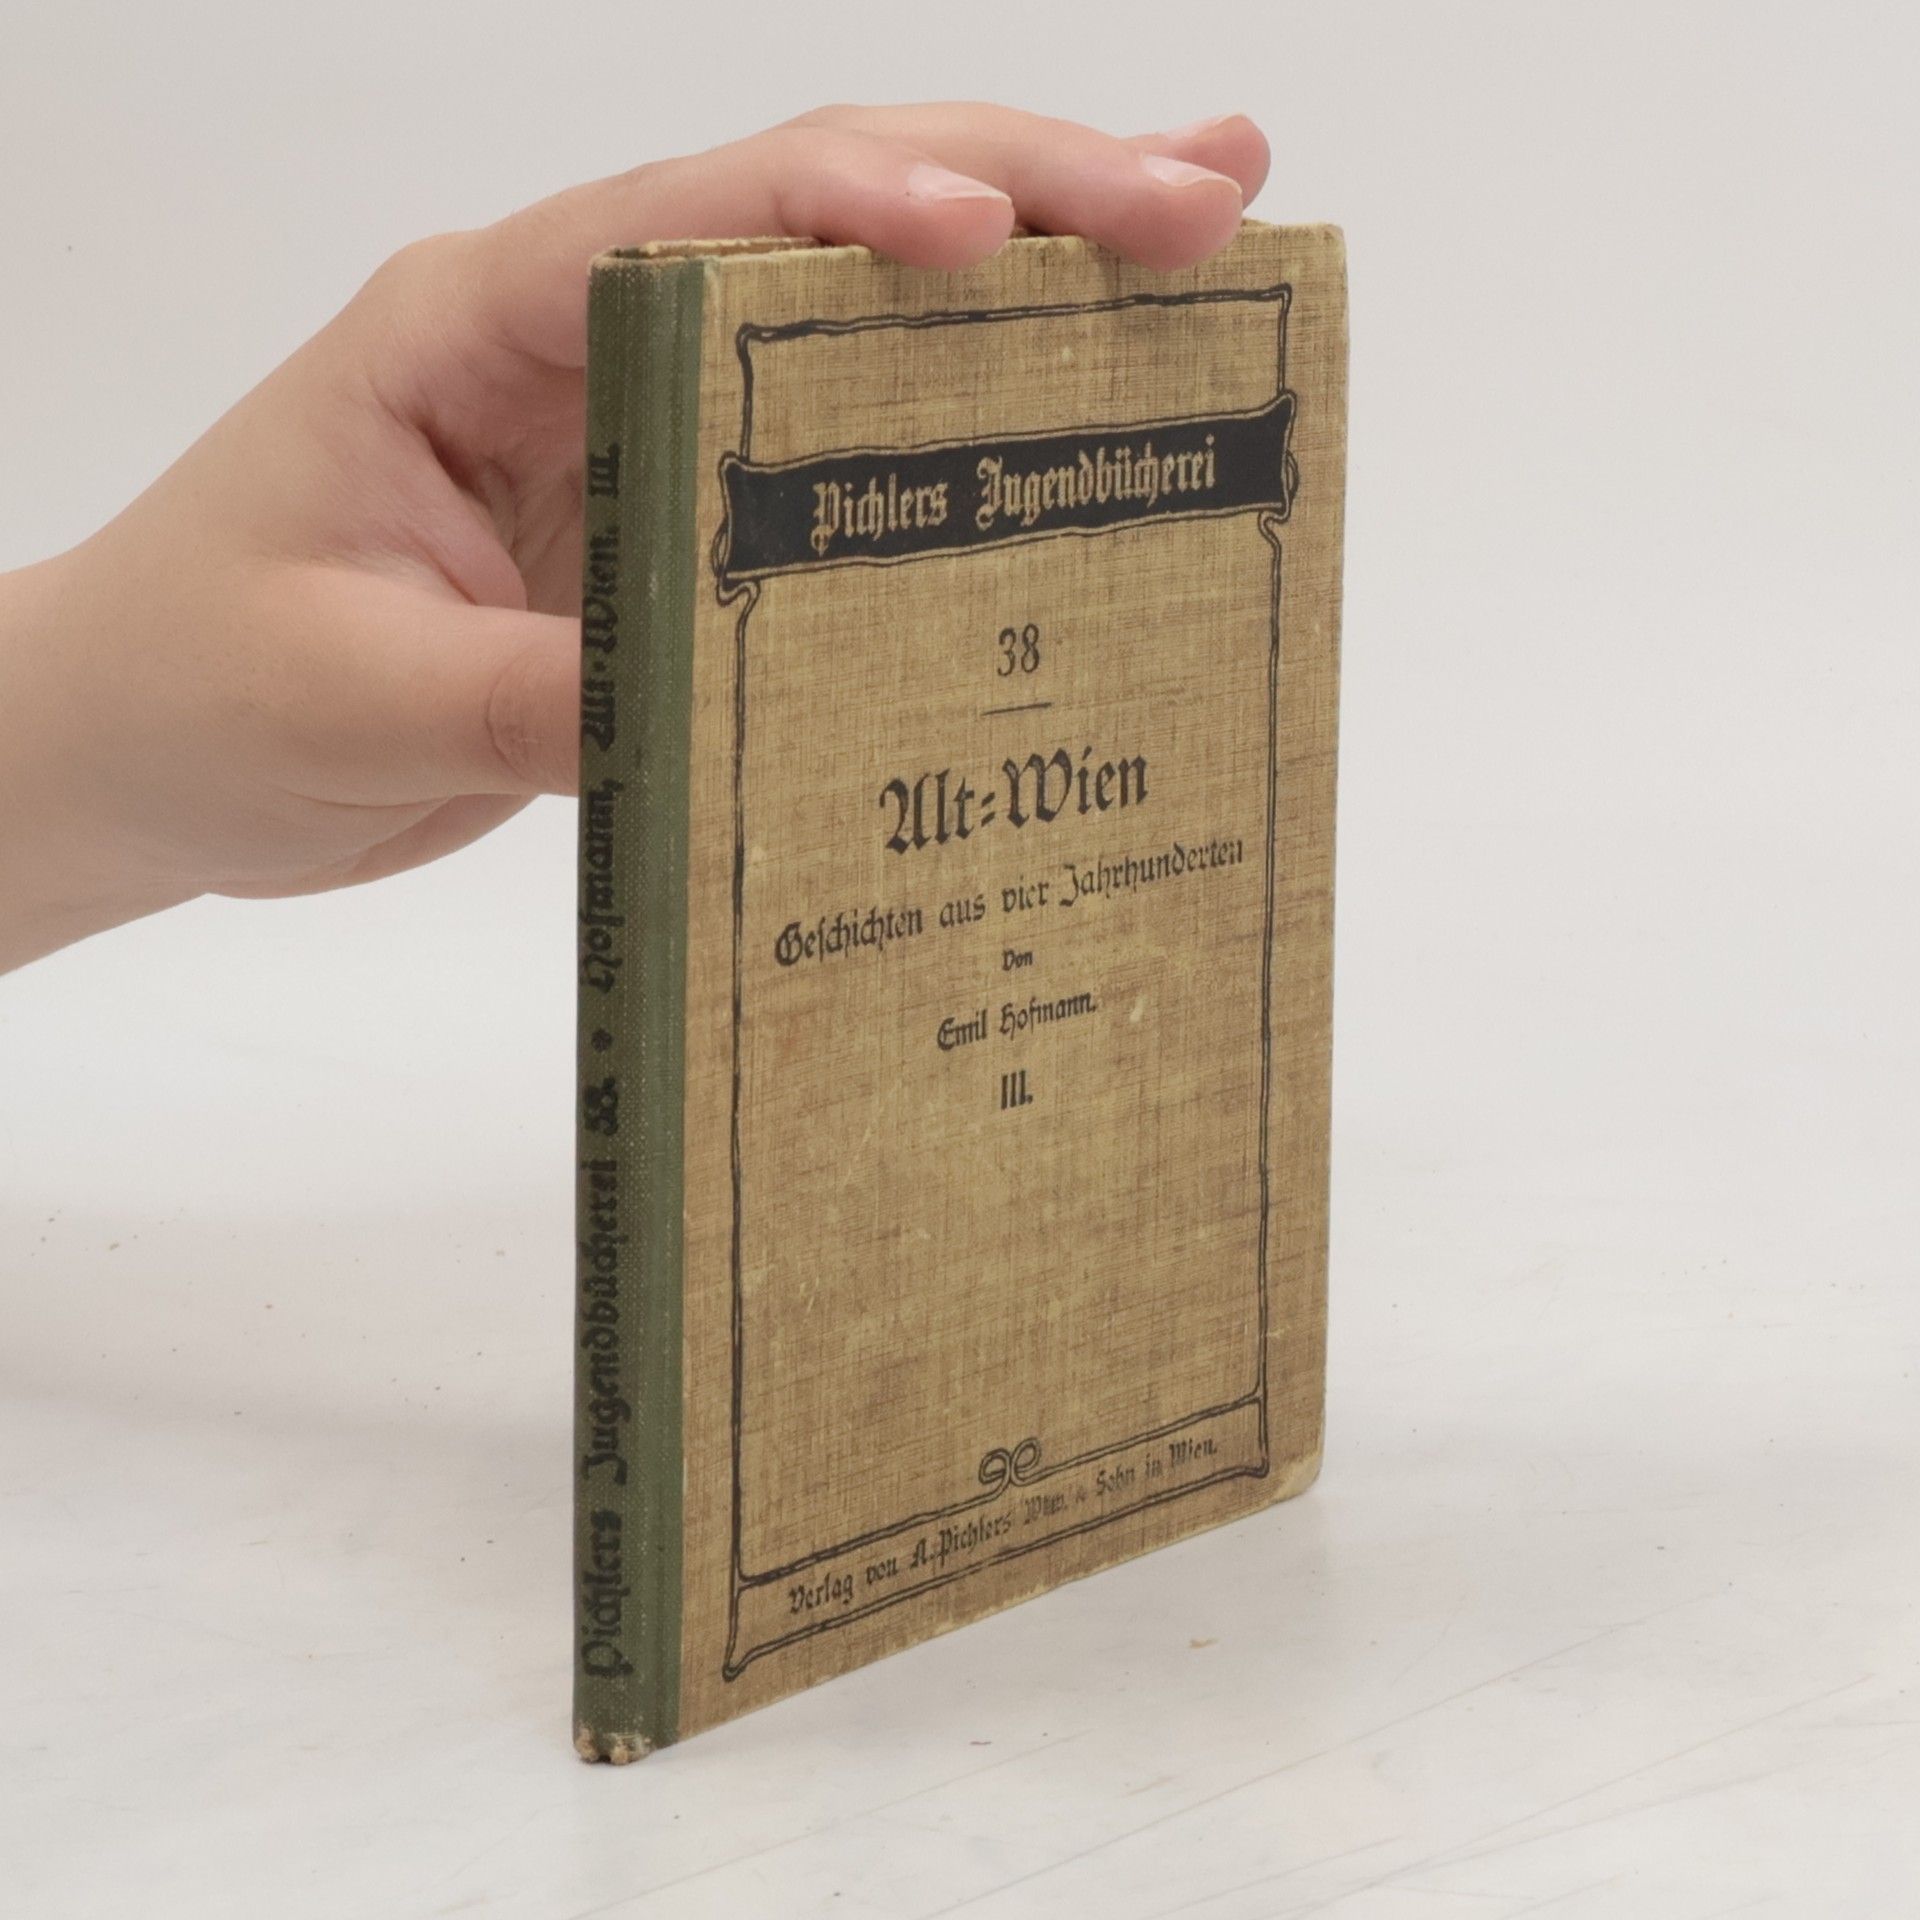 Pichlers Jugendbücherei
38
Alt-Wien
Geschichten aus vier Jahrhunderten
Von
Emil Hofmann.
III.
Verlag von A. Pichlers Wwe. & Sohn in Wien.
Pichlers Jugendbücherei 38. * Hofmann, Alt-Wien. III.